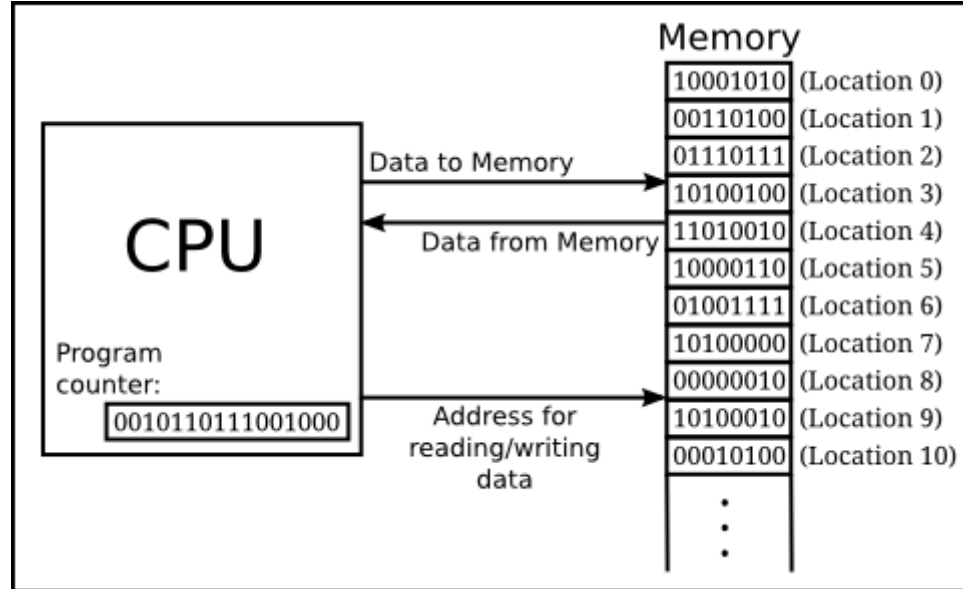 Memory
10001010 (Location 0)
00110100 (Location 1)
01110111 (Location 2)
10100100 (Location 3)
11010010 (Location 4)
10000110 (Location 5)
01001111 (Location 6)
10100000 (Location 7)
00000010 (Location 8)
10100010 (Location 9)
00010100 (Location 10)
Data to Memory
Data from Memory
CPU
Program
counter:
0010110111001000
Address for
reading/writing
data